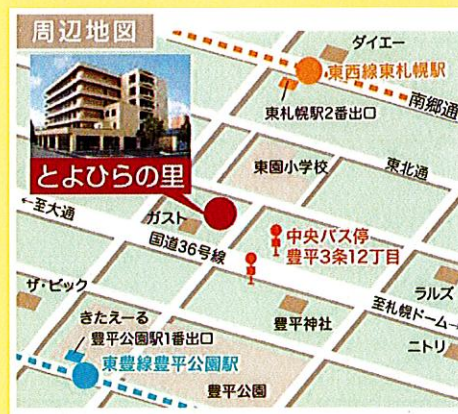 周辺地図
ダイエー
東西線東札幌駅
南郷通
東札幌駅2番出口
とよひらの里
東園小学校
東北通
←至大通
ガスト
国道36号線
中央バス停
豊平3条12丁目
ザ・ビック
ラルズ
至札幌ドーム→
きたえーる
豊平公園駅1番出口
豊平神社
ニトリ
東豊線豊平公園駅
豊平公園